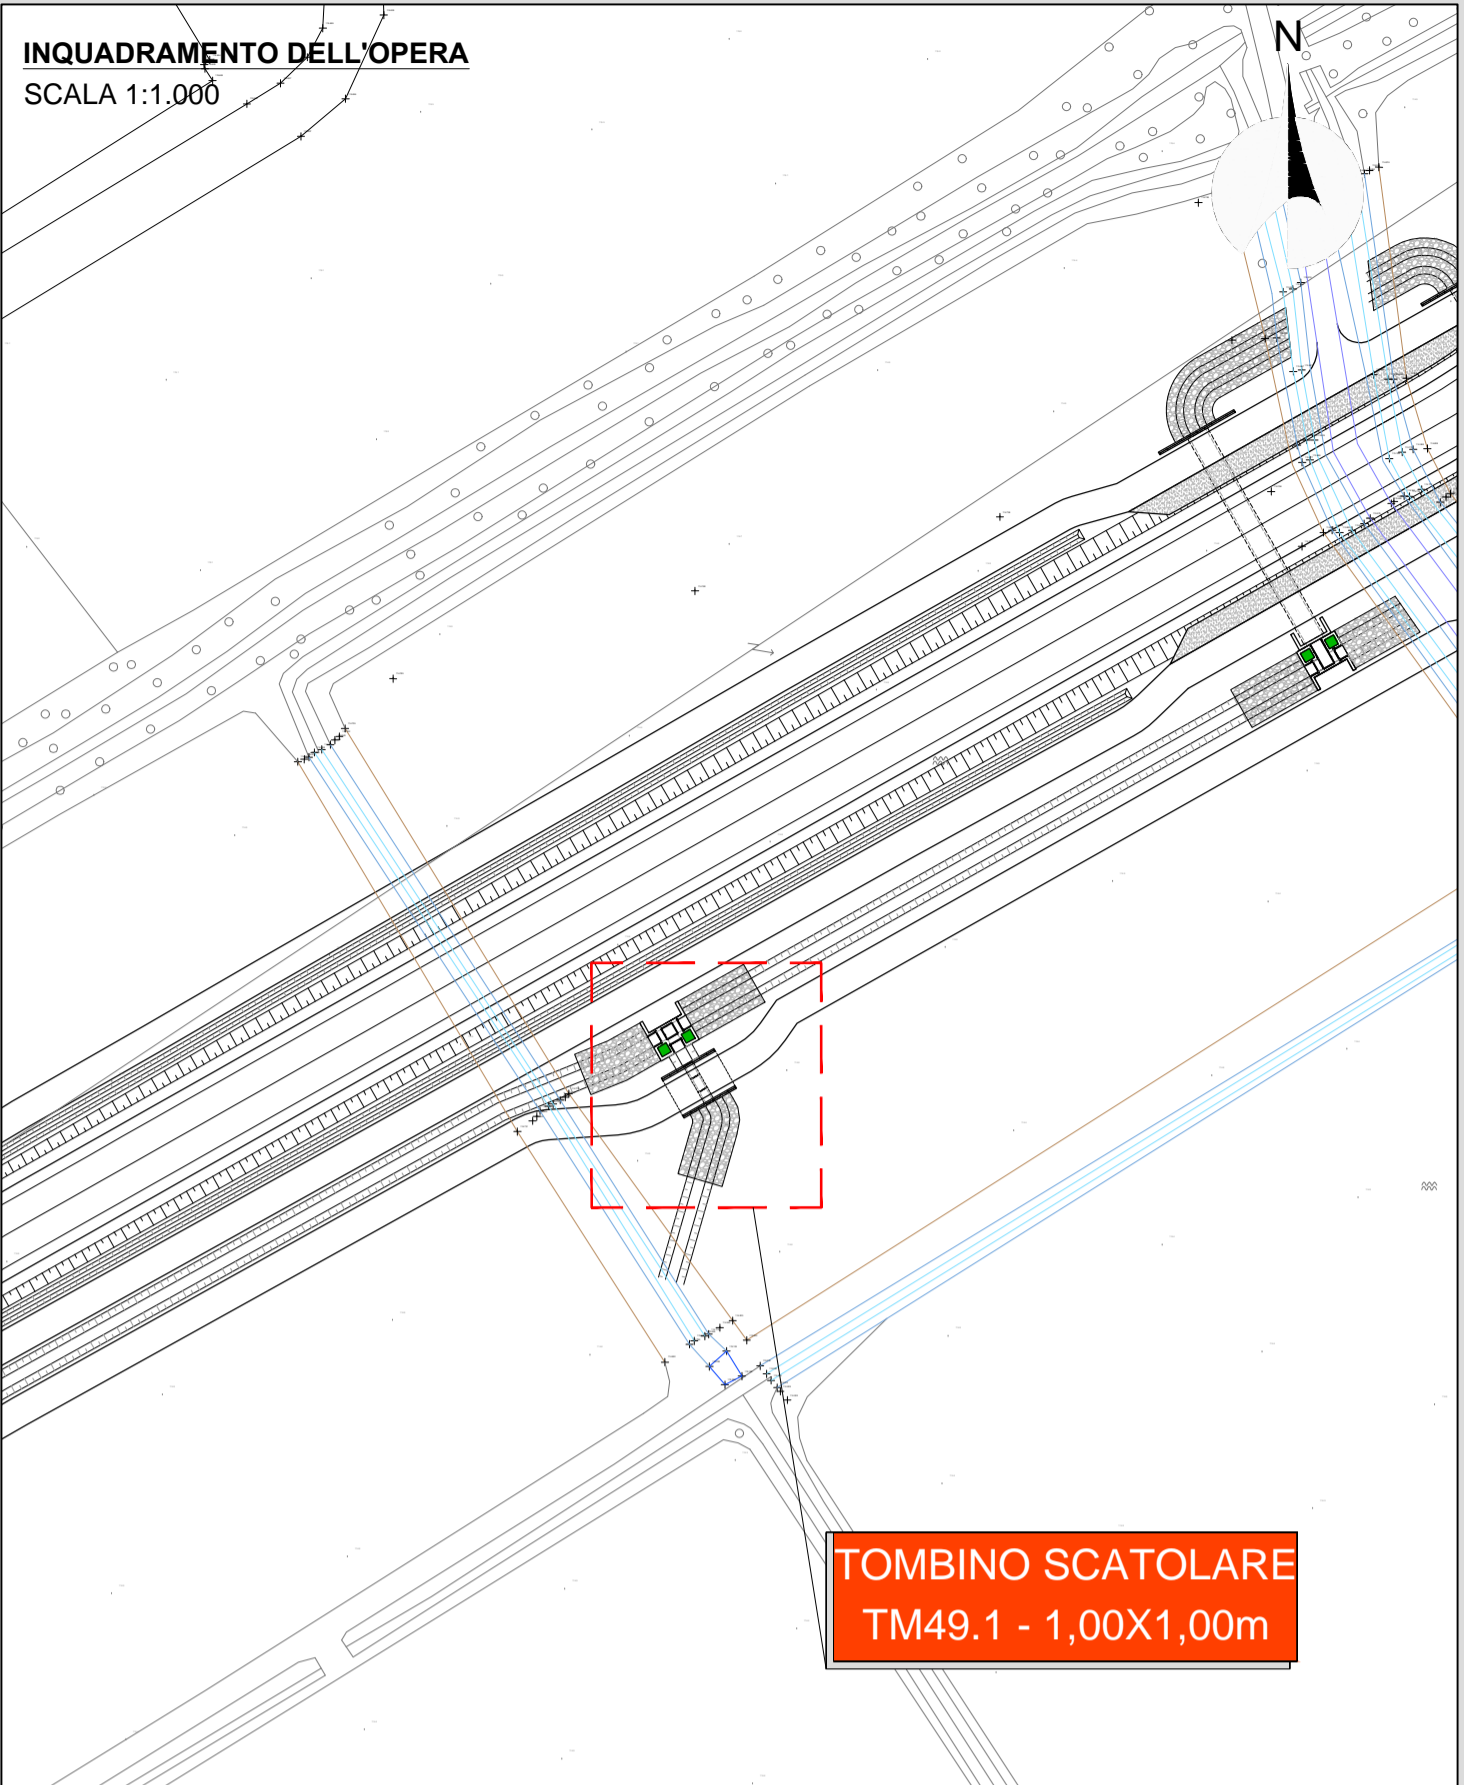 INQUADRAMENTO DELL'OPERA
SCALA 1:1.000
N
TOMBINO SCATOLARE
TM49.1 - 1,00X1,00m